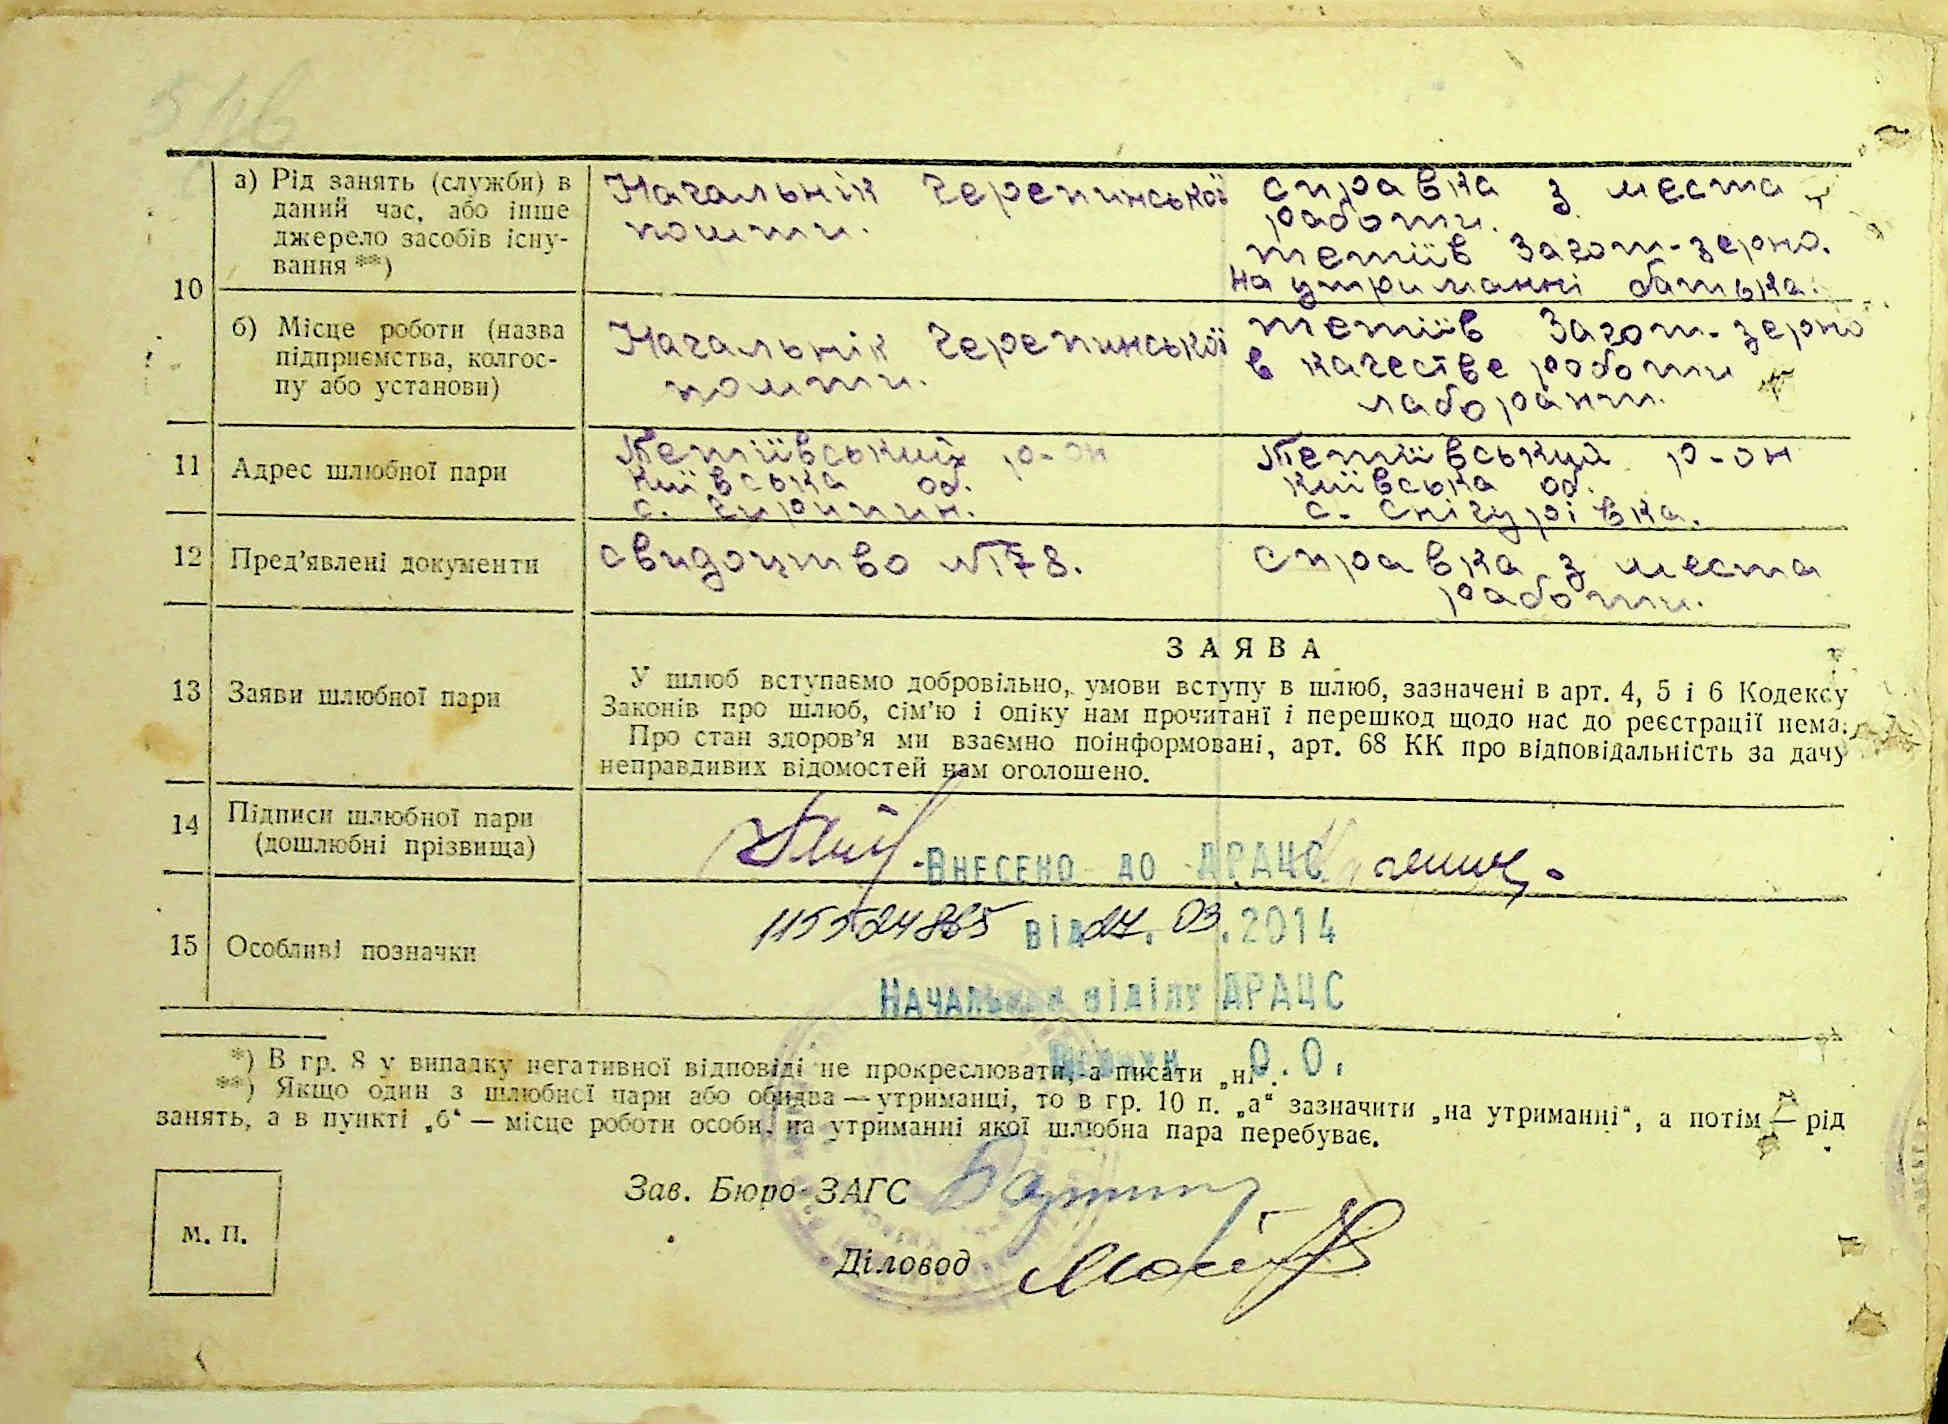 10
а) Рід занять (служби) в
даний час, або інше
джерело засобів існу-
вання **)
Начальнік Черепинської
пошти.
справка з места
работи.
тетіїв Загот-зерно.
на утриманні батька.
б) Місце роботи (назва
підприємства, колгос-
пу або установи)
Начальнік Черепинської
пошти.
тетіїв Загот-зерно
в качестве роботи
лаборанти.
11
Адрес шлюбної пари
Тетіївський р-он
київська об.
с. Чирипин.
Тетіївський р-он
київська об.
с. Снігурівка.
12
Пред’явлені документи
свидоцтво №178.
справка з места
работи.
13
Заяви шлюбної пари
ЗАЯВА
У шлюб вступаємо добровільно, умови вступу в шлюб, зазначені в арт. 4, 5 і 6 Кодексу
Законів про шлюб, сім’ю і опіку нам прочитані і перешкод щодо нас до реєстрації нема.
Про стан здоров’я ми взаємно поінформовані, арт. 68 КК про відповідальність за дачу
неправдивих відомостей нам оголошено.
14
Підписи шлюбної пари
(дошлюбні прізвища)
Внесено до ДРАЦС
15
Особливі позначки
від 27.03.2014
Начальник відділу ДРАЦС
О.О.
*) В гр. 8 у випадку негативної відповіді не прокреслювати, а писати „ні“.
**) Якщо один з шлюбної пари або обидва — утриманці, то в гр. 10 п. „а“ зазначити „на утриманні“, а потім — рід
занять, а в пункті „б“ — місце роботи особи, на утриманні якої шлюбна пара перебуває.
Зав. Бюро ЗАГС
Діловод
М. П.